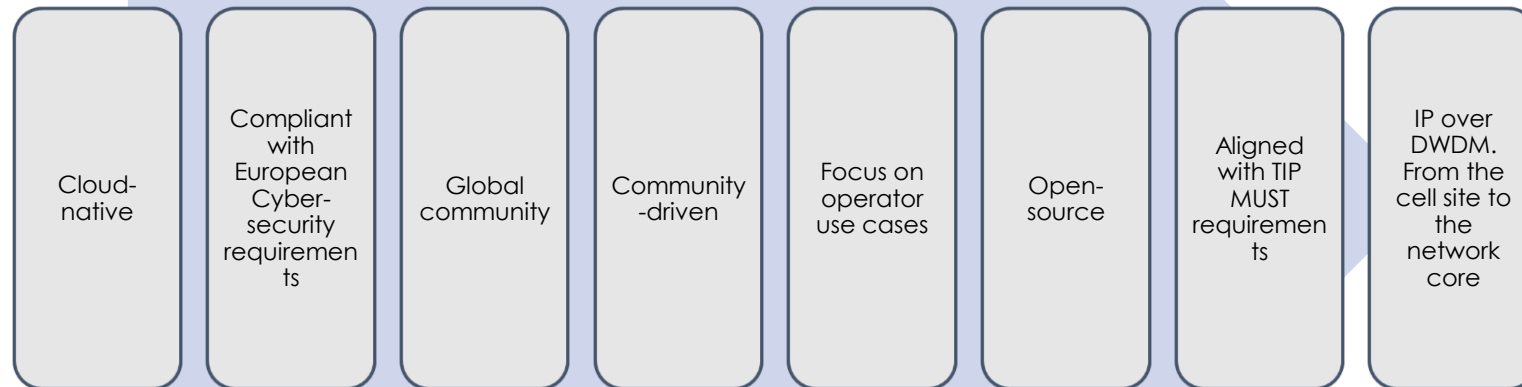 Cloud-
native
Compliant
with
European
Cyber-
security
requiremen
ts
Global
community
Community
-driven
Focus on
operator
use cases
Open-
source
Aligned
with TIP
MUST
requiremen
ts
IP over
DWDM.
From the
cell site to
the
network
core